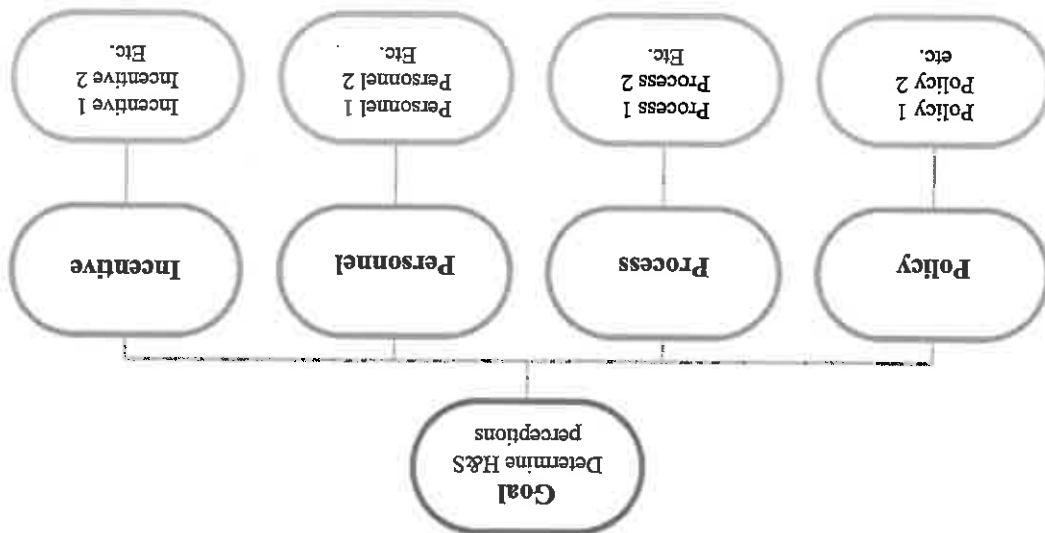 Goal
Determine H&S
perceptions
Policy
Process
Personnel
Incentive
Policy 1
Policy 2
etc.
Process 1
Process 2
Etc.
Personnel 1
Personnel 2
Etc.
Incentive 1
Incentive 2
Etc.